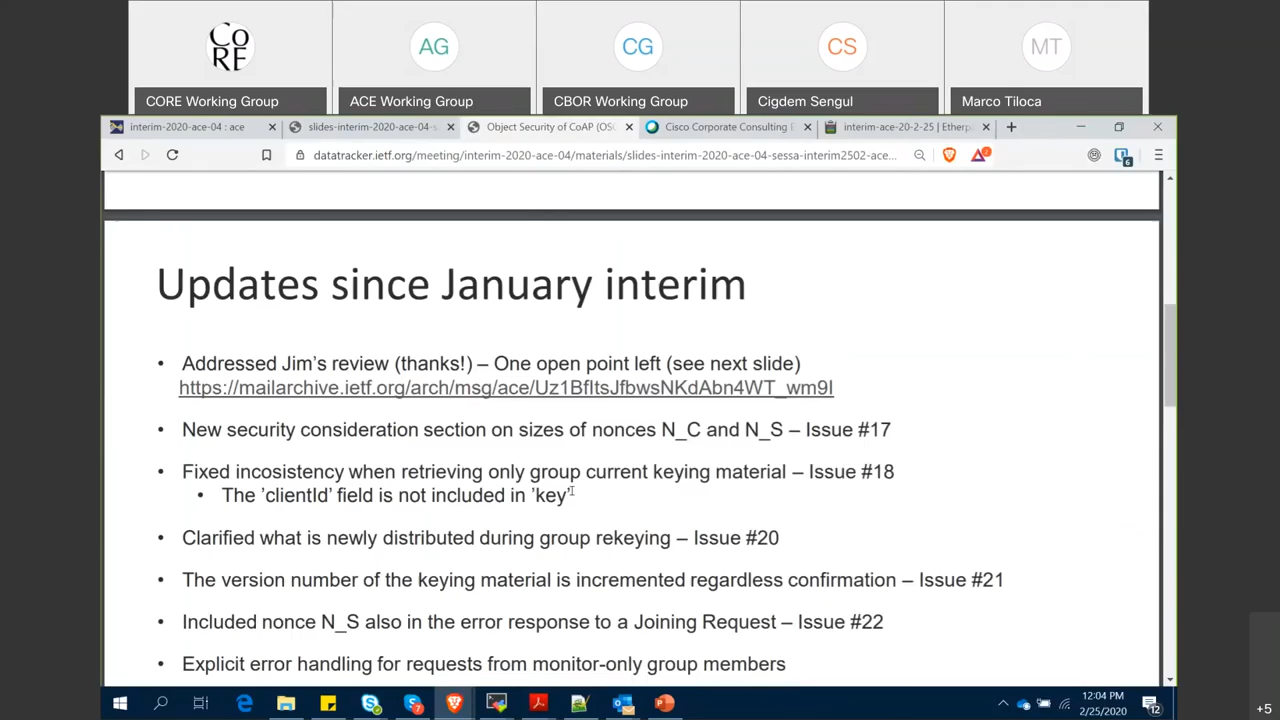 CORE
AG
CG
CS
MT
CORE Working Group
ACE Working Group
CBOR Working Group
Cigdem Sengul
Marco Tiloca
interim-2020-ace-04 : ace
slides-interim-2020-ace-04-s
Object Security of CoAP (OS
Cisco Corporate Consulting E
interim-ace-20-2-25 | Etherp
datatracker.ietf.org/meeting/interim-2020-ace-04/materials/slides-interim-2020-ace-04-sessa-interim2502-ace...
6
Updates since January interim
• Addressed Jim's review (thanks!) – One open point left (see next slide)
https://mailarchive.ietf.org/arch/msg/ace/Uz1BfItsJfbwsNKdAbn4WT_wm9I
• New security consideration section on sizes of nonces N_C and N_S – Issue #17
• Fixed incosistency when retrieving only group current keying material – Issue #18
• The 'clientId' field is not included in 'key'
• Clarified what is newly distributed during group rekeying – Issue #20
• The version number of the keying material is incremented regardless confirmation – Issue #21
• Included nonce N_S also in the error response to a Joining Request – Issue #22
• Explicit error handling for requests from monitor-only group members
12:04 PM
2/25/2020
12
+5